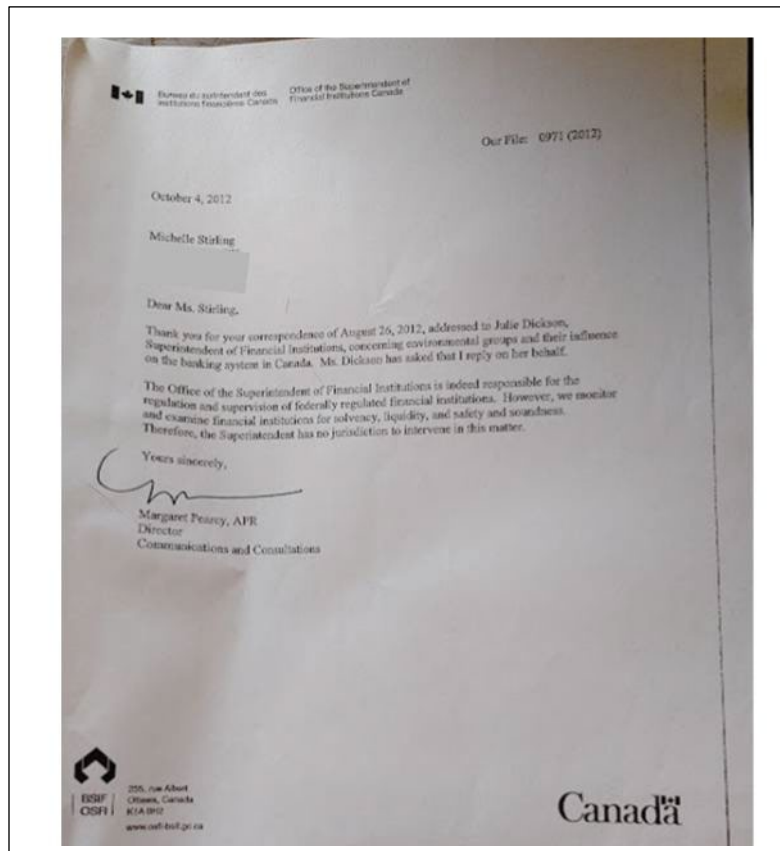 Bureau du surintendant des
institutions financières Canada
Office of the Superintendent of
Financial Institutions Canada
Our File: 0971 (2012)
October 4, 2012
Michelle Stirling
Dear Ms. Stirling,
Thank you for your correspondence of August 26, 2012, addressed to Julie Dickson,
Superintendent of Financial Institutions, concerning environmental groups and their influence
on the banking system in Canada. Ms. Dickson has asked that I reply on her behalf.
The Office of the Superintendent of Financial Institutions is indeed responsible for the
regulation and supervision of federally regulated financial institutions. However, we monitor
and examine financial institutions for solvency, liquidity, and safety and soundness.
Therefore, the Superintendent has no jurisdiction to intervene in this matter.
Yours sincerely,
Margaret Pearcy, APR
Director
Communications and Consultations
BSIF
OSFI
255, rue Albert
Ottawa, Canada
K1A 0H2
www.osfi-bsif.gc.ca
Canada